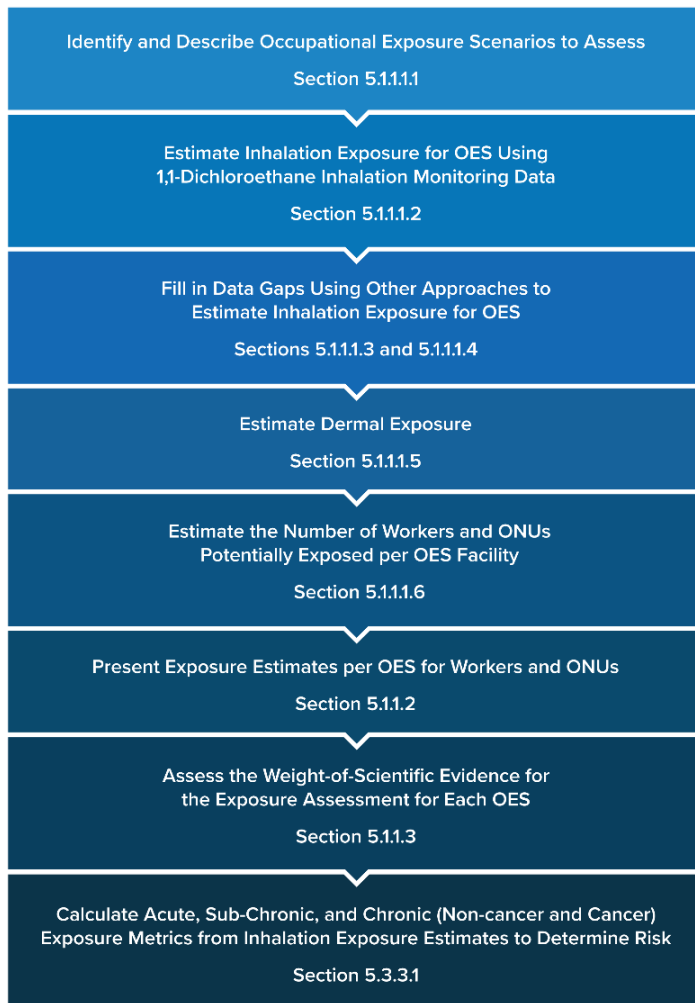 Identify and Describe Occupational Exposure Scenarios to Assess
Section 5.1.1.1.1
Estimate Inhalation Exposure for OES Using
1,1-Dichloroethane Inhalation Monitoring Data
Section 5.1.1.1.2
Fill in Data Gaps Using Other Approaches to
Estimate Inhalation Exposure for OES
Sections 5.1.1.1.3 and 5.1.1.1.4
Estimate Dermal Exposure
Section 5.1.1.1.5
Estimate the Number of Workers and ONUs
Potentially Exposed per OES Facility
Section 5.1.1.1.6
Present Exposure Estimates per OES for Workers and ONUs
Section 5.1.1.2
Assess the Weight-of-Scientific Evidence for
the Exposure Assessment for Each OES
Section 5.1.1.3
Calculate Acute, Sub-Chronic, and Chronic (Non-cancer and Cancer)
Exposure Metrics from Inhalation Exposure Estimates to Determine Risk
Section 5.3.3.1